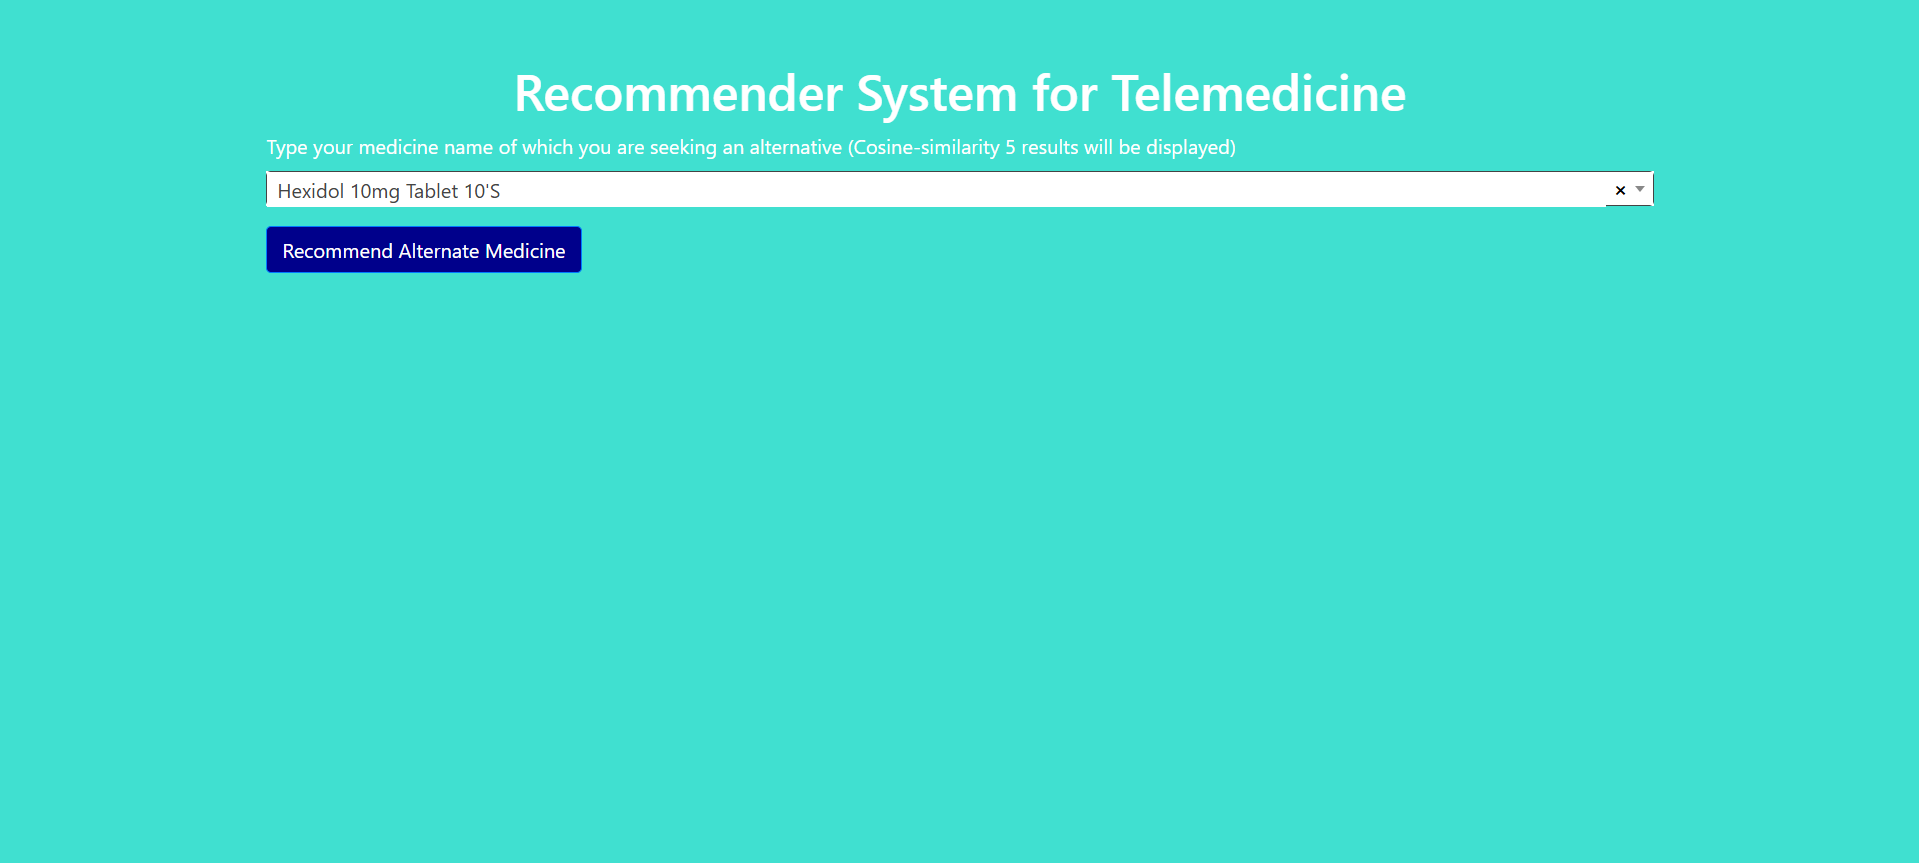 Recommender System for Telemedicine
Type your medicine name of which you are seeking an alternative (Cosine-similarity 5 results will be displayed)
Hexidol 10mg Tablet 10'S
Recommend Alternate Medicine